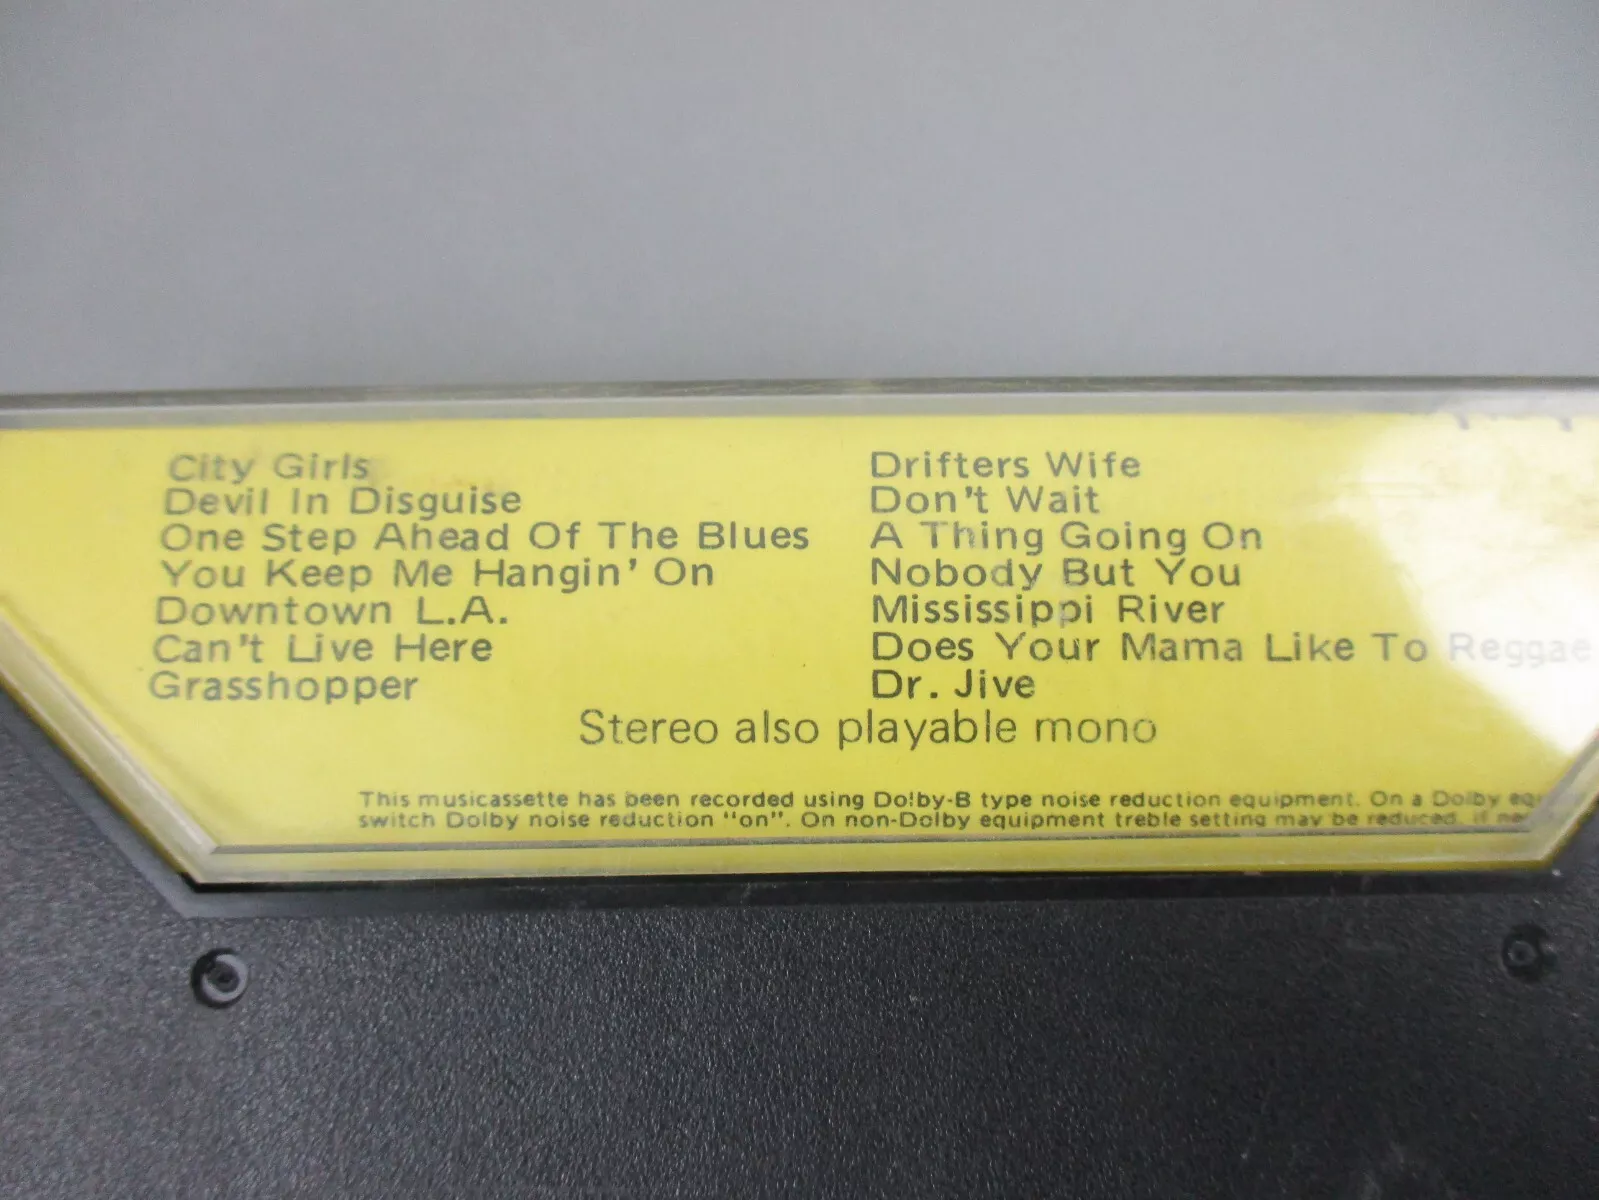 City Girls
Devil In Disguise
One Step Ahead Of The Blues
You Keep Me Hangin' On
Downtown L.A.
Can't Live Here
Grasshopper
Drifters Wife
Don't Wait
A Thing Going On
Nobody But You
Mississippi River
Does Your Mama Like To Reggae
Dr. Jive
Stereo also playable mono
This musicassette has been recorded using Dolby-B type noise reduction equipment. On a Dolby
switch Dolby noise reduction "on". On non-Dolby equipment treble setting may be reduced, if